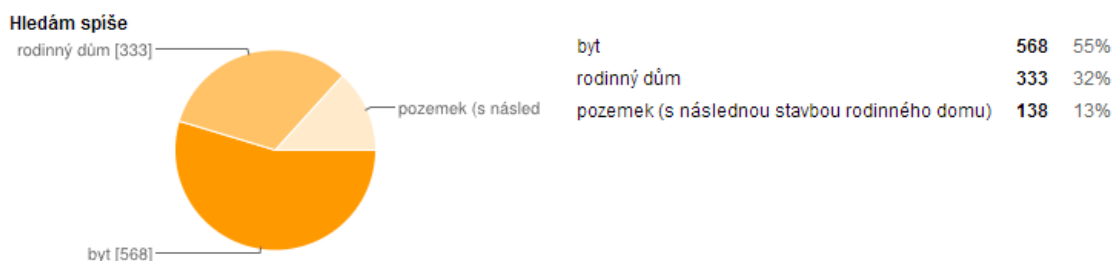 Hledám spíše
rodinný dům [333]
pozemek (s násled
byt [568]
byt 568 55%
rodinný dům 333 32%
pozemek (s následnou stavbou rodinného domu) 138 13%